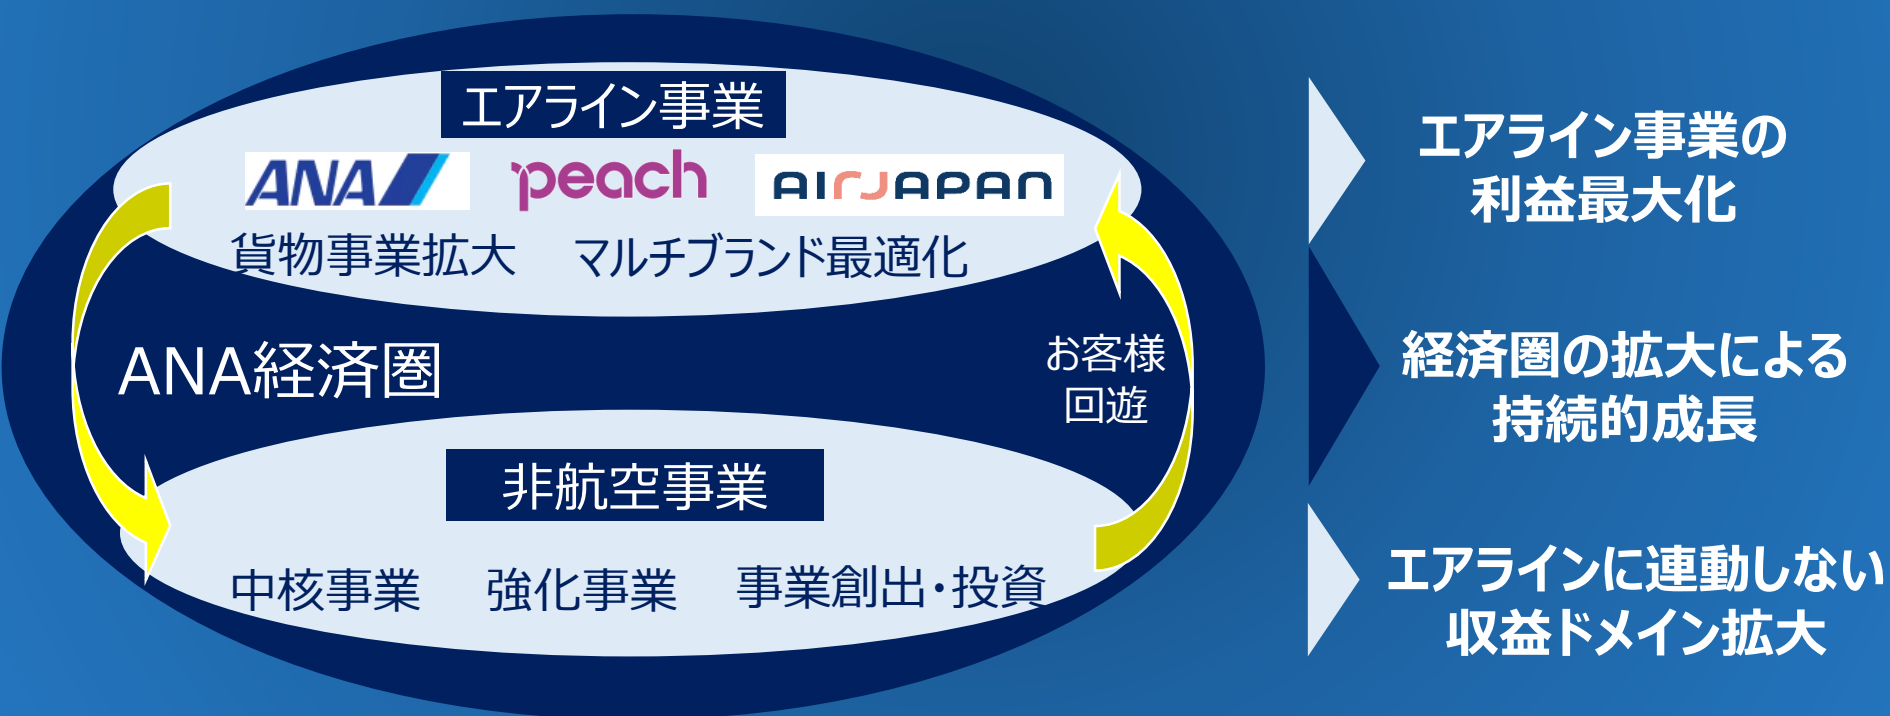 エアライン事業
ANA peach AIRJAPAN
貨物事業拡大 マルチブランド最適化
ANA経済圏
お客様
回遊
非航空事業
中核事業 強化事業 事業創出・投資
エアライン事業の
利益最大化
経済圏の拡大による
持続的成長
エアラインに連動しない
収益ドメイン拡大